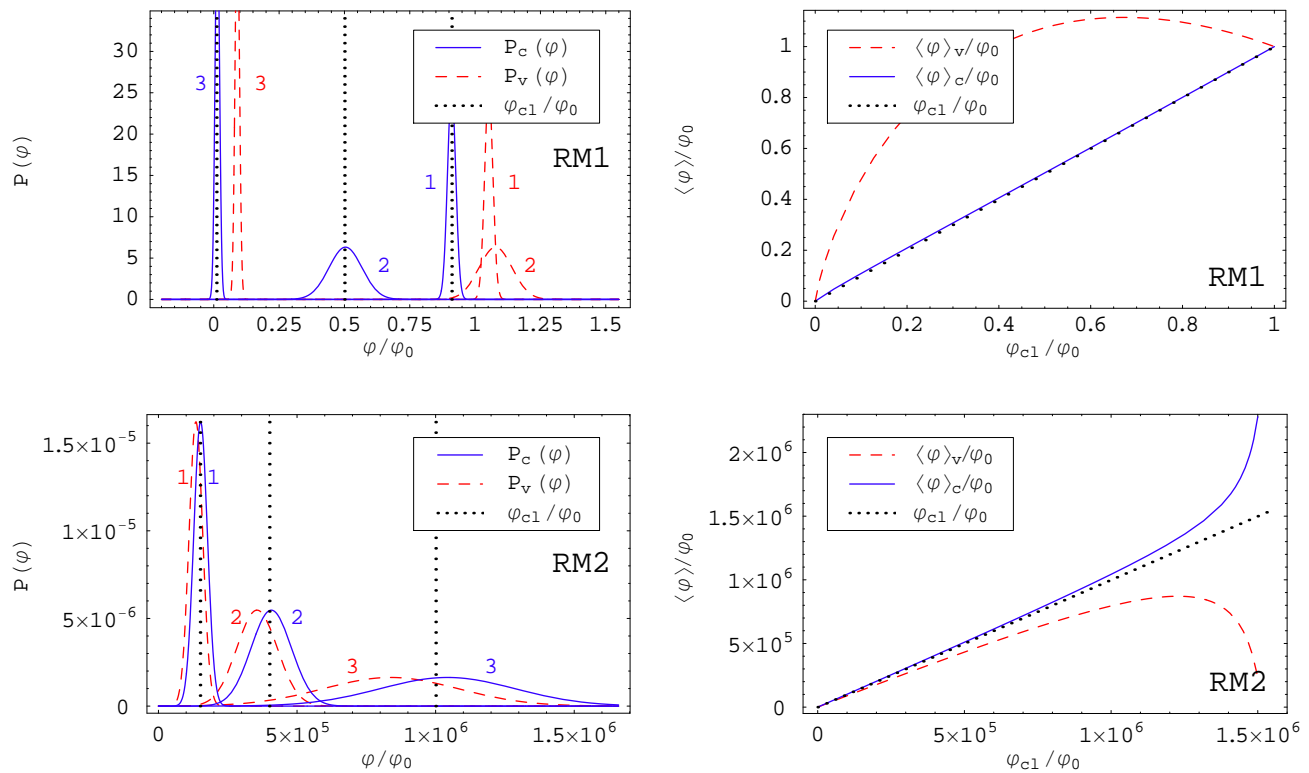 P(φ)
30
25
20
15
10
5
0
3
3
1
1
2
2
P_c(φ)
P_v(φ)
φ_cl/φ_0
RM1
0 0.25 0.5 0.75 1 1.25 1.5
φ/φ_0
⟨φ⟩/φ_0
1
0.8
0.6
0.4
0.2
0
⟨φ⟩_v/φ_0
⟨φ⟩_c/φ_0
φ_cl/φ_0
RM1
0 0.2 0.4 0.6 0.8 1
φ_cl/φ_0
P(φ)
1.5×10^-5
1×10^-5
5×10^-6
0
1
1
2
2
3
3
P_c(φ)
P_v(φ)
φ_cl/φ_0
RM2
0 5×10^5 1×10^6 1.5×10^6
φ/φ_0
⟨φ⟩/φ_0
2×10^6
1.5×10^6
1×10^6
5×10^5
0
⟨φ⟩_v/φ_0
⟨φ⟩_c/φ_0
φ_cl/φ_0
RM2
0 5×10^5 1×10^6 1.5×10^6
φ_cl/φ_0